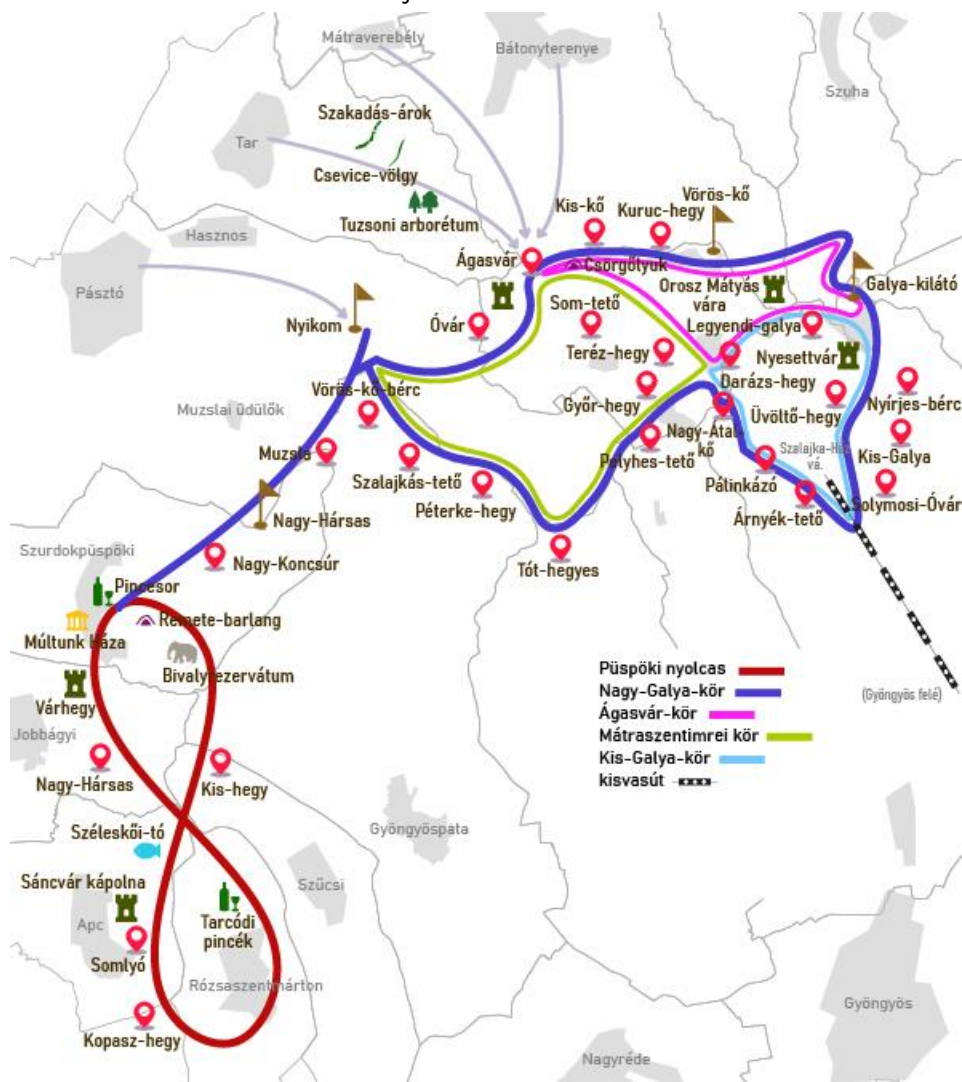 Mátraverebély
Bátonyterenye
Szuha
Szakadás-árok
Tar
Csevice-völgy
Tuzsoni arborétum
Kis-kő
Vörös-kő
Kuruc-hegy
Hasznos
Ágasvár
Csörgőlyuk
Orosz Mátyás
vára
Galya-kilátó
Pásztó
Nyikom
Óvár
Som-tető
Legyendi-galya
Teréz-hegy
Nyesettvár
Darázs-hegy
Vörös-kő-bérc
Győr-hegy
Üvöltő-hegy
Nyírjes-bérc
Muzslai üdülők
Nagy-Átal-
kő
Muzsla
Pelyhes-tető
Szalajka-Ház
vá.
Kis-Galya
Szalajkás-tető
Pálinkázó
Péterke-hegy
Árnyék-tető
Solymosi-Óvár
Nagy-Hársas
Szurdokpüspöki
Nagy-Koncsúr
Tót-hegyes
Pincesor
Remete-barlang
Múltunk Háza
Bivalyrezervátum
Várhegy
Püspöki nyolcas
Nagy-Galya-kör
Ágasvár-kör
Mátraszentimrei kör
Kis-Galya-kör
kisvasút
(Gyöngyös felé)
Jobbágyi
Nagy-Hársas
Kis-hegy
Gyöngyöspata
Széleskői-tó
Szűcsi
Sáncvár kápolna
Apc
Tarcódi
pincék
Somlyó
Rózsaszentmárton
Gyöngyös
Kopasz-hegy
Nagyréde